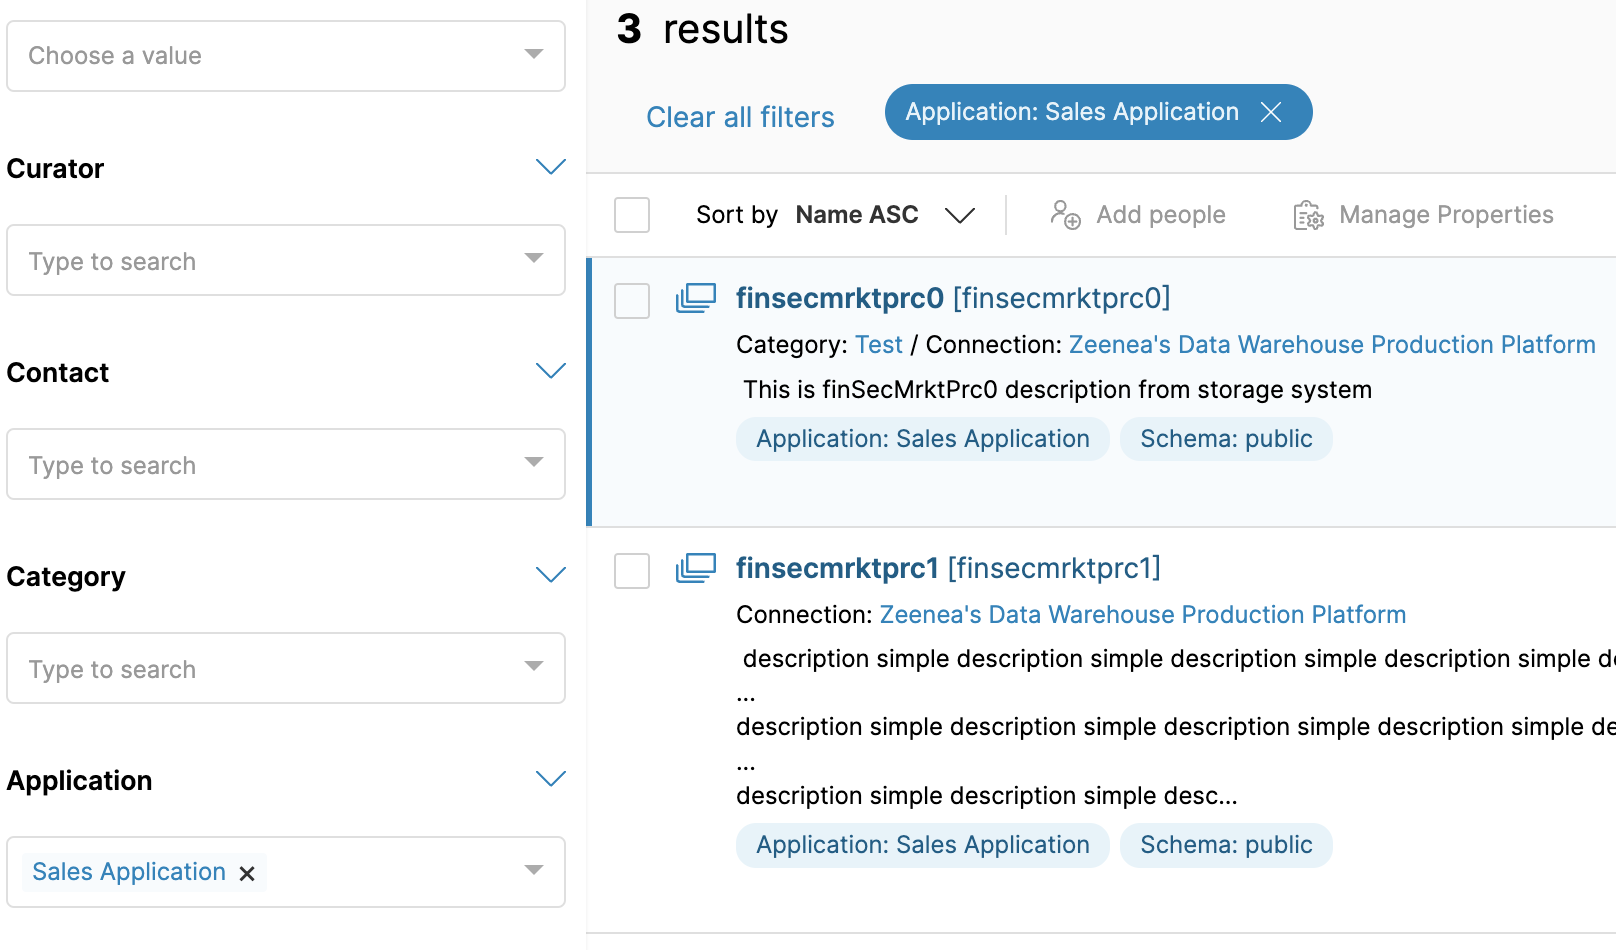 Choose a value
Curator
Type to search
Contact
Type to search
Category
Type to search
Application
Sales Application
3 results
Clear all filters
Application: Sales Application
Sort by Name ASC
Add people
Manage Properties
finsecmrktprc0 [finsecmrktprc0]
Category: Test / Connection: Zeenea's Data Warehouse Production Platform
This is finSecMrktPrc0 description from storage system
Application: Sales Application Schema: public
finsecmrktprc1 [finsecmrktprc1]
Connection: Zeenea's Data Warehouse Production Platform
description simple description simple description simple description simple
...
description simple description simple description simple description simple
...
description simple description simple desc...
Application: Sales Application Schema: public